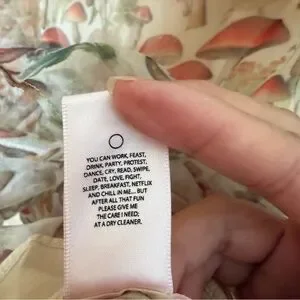 YOU CAN WORK, FEAST,
DRINK, PARTY, PROTEST,
DANCE, CRY, READ, SWIPE,
DATE, LOVE, FIGHT,
SLEEP, BREAKFAST, NETFLIX
AND CHILL IN ME... BUT
AFTER ALL THAT FUN
PLEASE GIVE ME
THE CARE I NEED;
AT A DRY CLEANER.